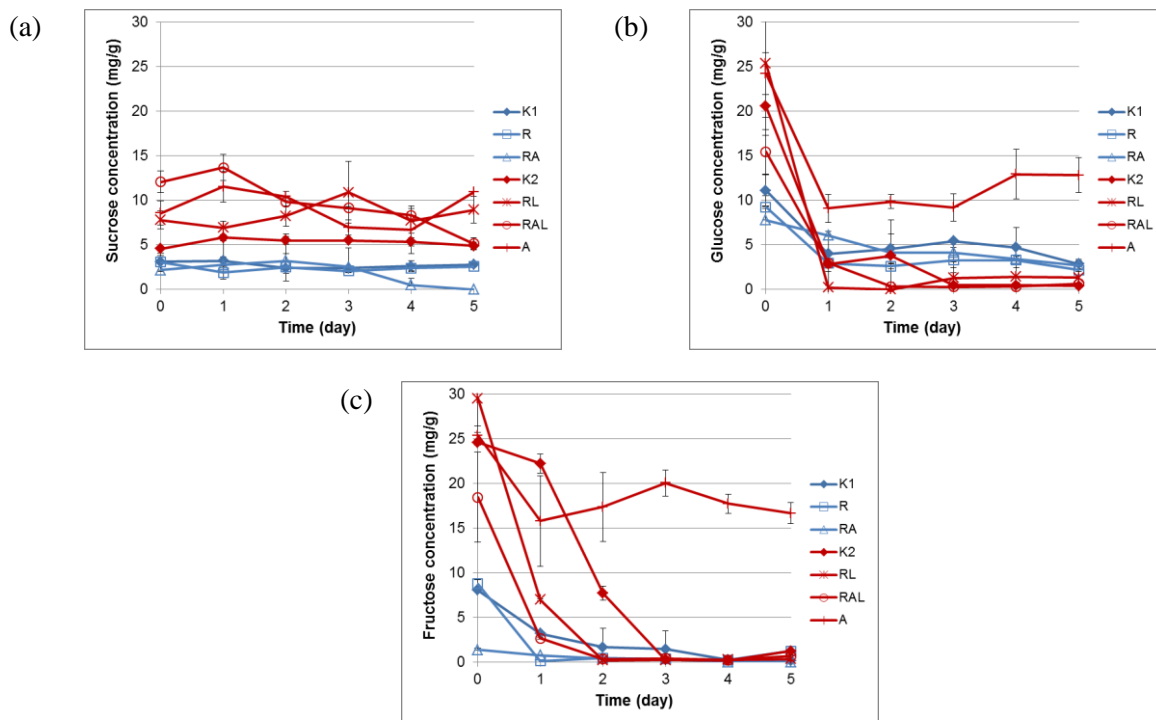 (a)
Sucrose concentration (mg/g)
30
25
20
15
10
5
0
0 1 2 3 4 5
Time (day)
K1
R
RA
K2
RL
RAL
A
(b)
Glucose concentration (mg/g)
30
25
20
15
10
5
0
0 1 2 3 4 5
Time (day)
K1
R
RA
K2
RL
RAL
A
(c)
Fructose concentration (mg/g)
30
25
20
15
10
5
0
0 1 2 3 4 5
Time (day)
K1
R
RA
K2
RL
RAL
A